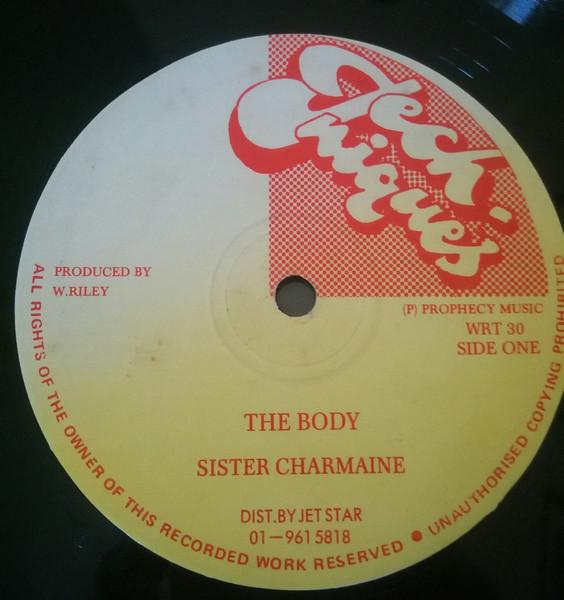 Tech-
niques
PRODUCED BY
W.RILEY
(P) PROPHECY MUSIC
WRT 30
SIDE ONE
THE BODY
SISTER CHARMAINE
DIST.BY JET STAR
01-961 5818
ALL RIGHTS OF THE OWNER OF THIS RECORDED WORK RESERVED ● UNAUTHORISED COPYING PROHIBITED